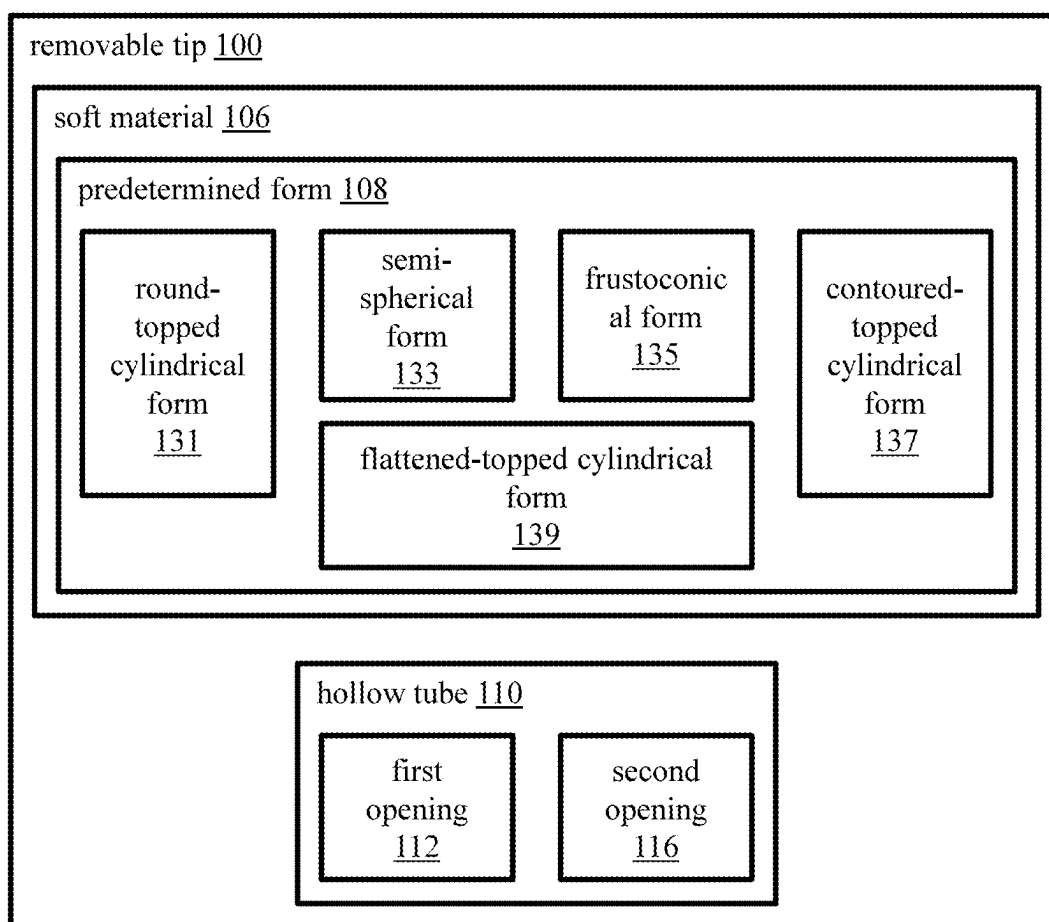 removable tip 100
soft material 106
predetermined form 108
round-
topped
cylindrical
form
131
semi-
spherical
form
133
frustoconic
al form
135
contoured-
topped
cylindrical
form
137
flattened-topped cylindrical
form
139
hollow tube 110
first
opening
112
second
opening
116